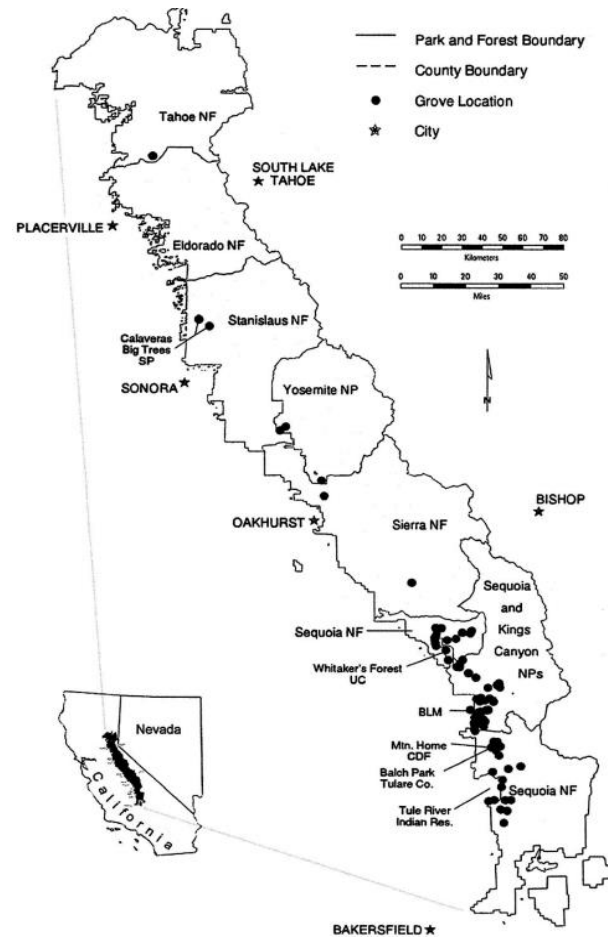 Park and Forest Boundary
County Boundary
Grove Location
City
Tahoe NF
SOUTH LAKE
TAHOE
PLACERVILLE
Eldorado NF
0 10 20 30 40 50 60 70 80
Kilometers
0 10 20 30 40 50
Miles
Stanislaus NF
Calaveras
Big Trees
SP
SONORA
Yosemite NP
N
OAKHURST
BISHOP
Sierra NF
Sequoia
and
Kings
Canyon
NPs
Sequoia NF
Whitaker's Forest
UC
BLM
Mtn. Home
CDF
Balch Park
Tulare Co.
Sequoia NF
Tule River
Indian Res.
Nevada
California
BAKERSFIELD